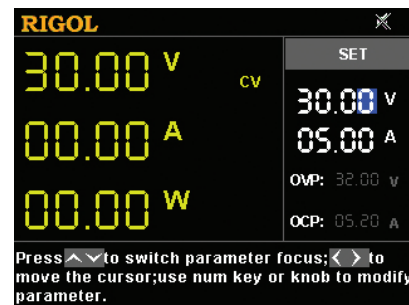 RIGOL
SET
30.00 V
CV
00.00 A
00.00 W
30.00 V
05.00 A
OVP: 32.00 V
OCP: 05.20 A
Press to switch parameter focus; to
move the cursor;use num key or knob to modify
parameter.